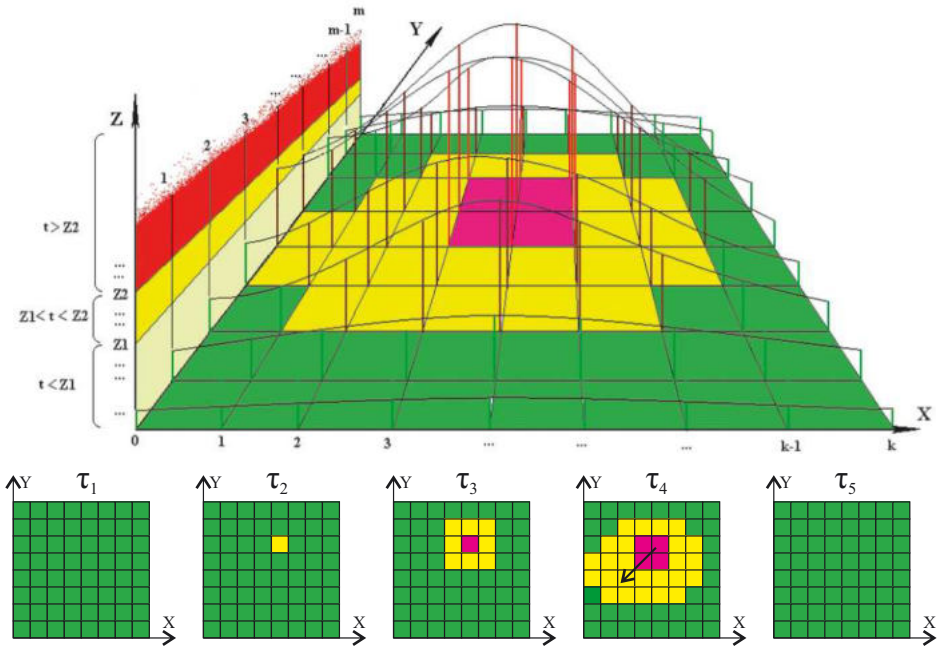 m
m-1
...
...
...
3
2
1
Y
Z
t > Z2
...
...
Z2
Z1 < t < Z2
...
...
Z1
...
...
t < Z1
...
X
0 1 2 3 ... ... ... k-1 k
Y τ1 Y τ2 Y τ3 Y τ4 Y τ5
X X X X X